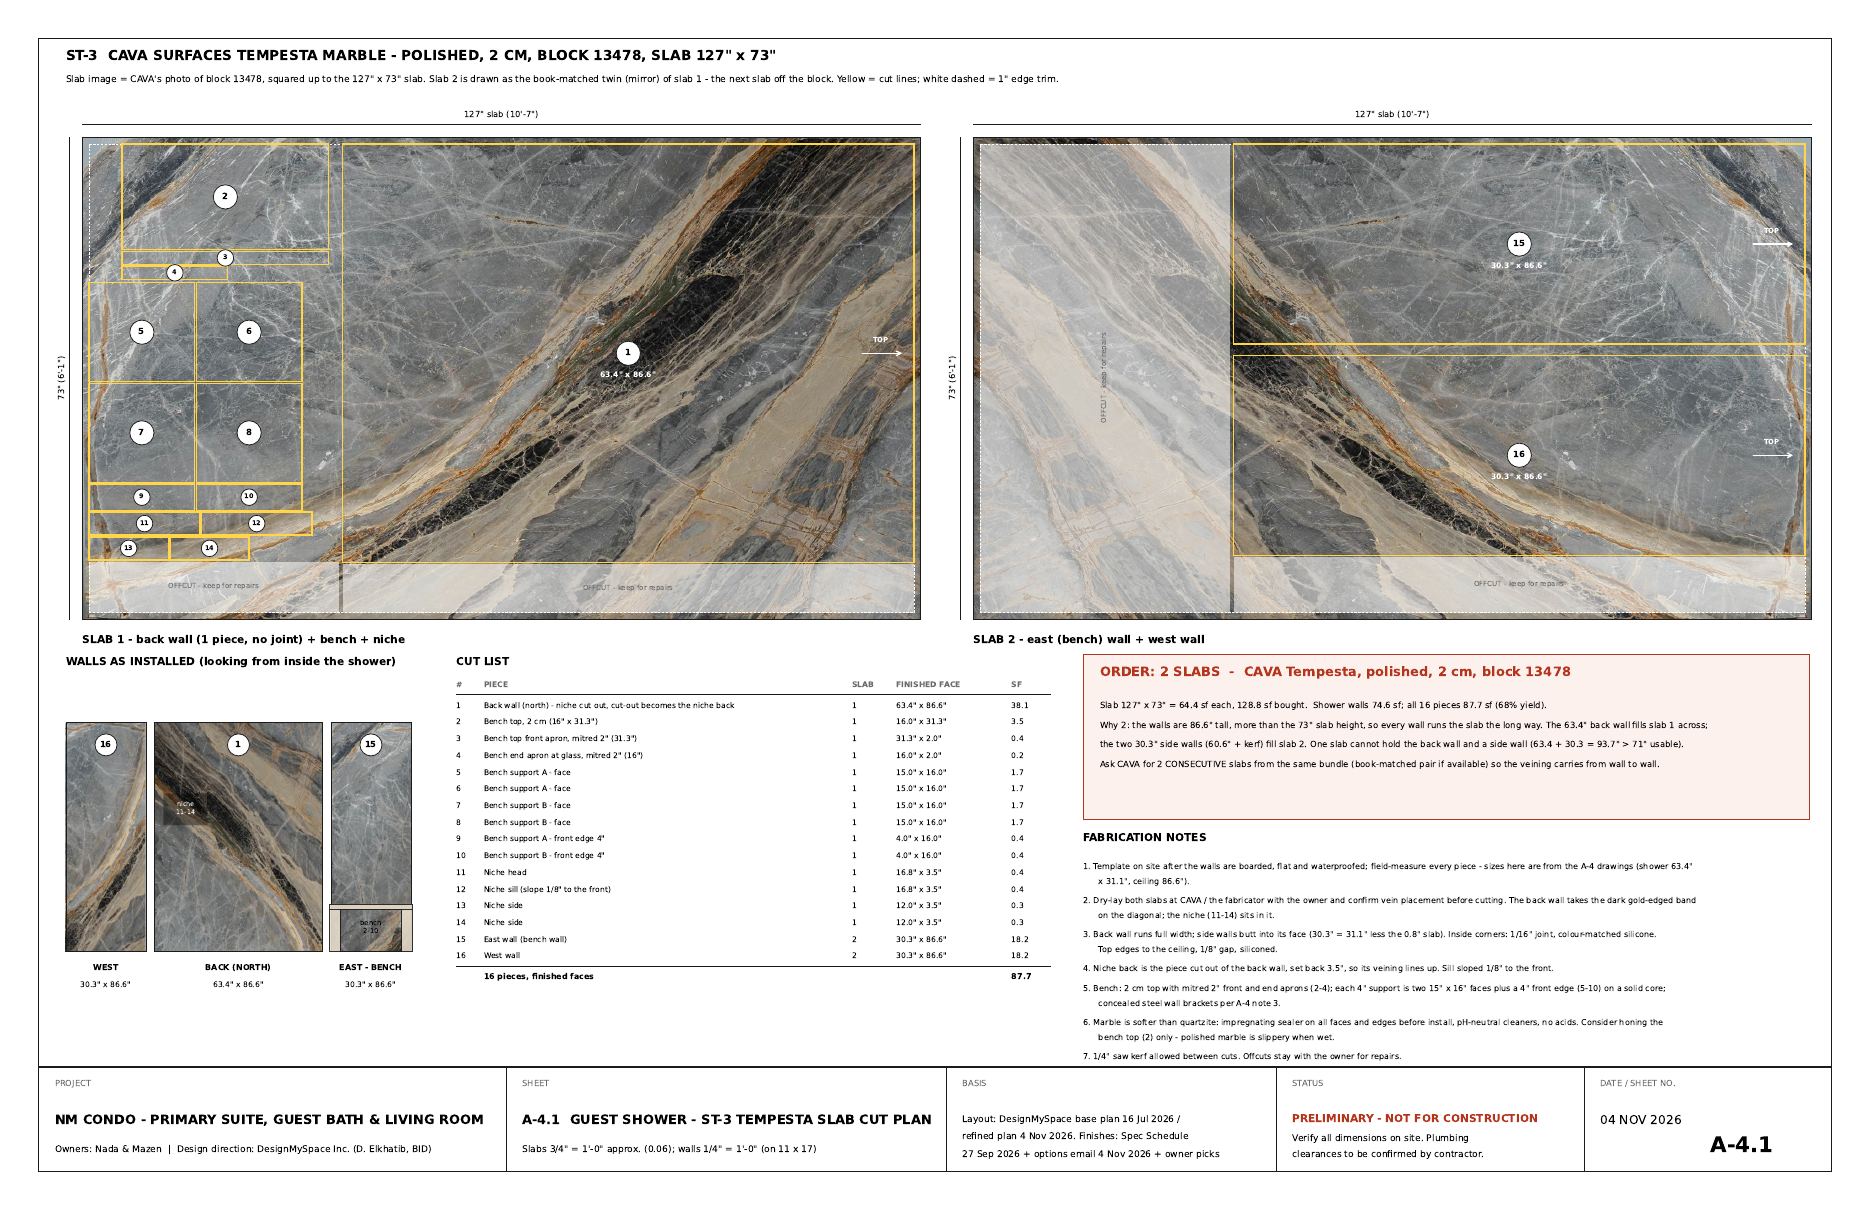 ST-3 CAVA SURFACES TEMPESTA MARBLE - POLISHED, 2 CM, BLOCK 13478, SLAB 127" x 73"
Slab image = CAVA's photo of block 13478, squared up to the 127" x 73" slab. Slab 2 is drawn as the book-matched twin (mirror) of slab 1 - the next slab off the block. Yellow = cut lines; white dashed = 1" edge trim.
127" slab (10'-7")
127" slab (10'-7")
73" (6'-1")
73" (6'-1")
2
3
4
5
6
7
8
9
10
11
12
13
14
1
63.4" x 86.6"
TOP
OFFCUT - keep for repairs
OFFCUT - keep for repairs
OFFCUT - keep for repairs
15
30.3" x 86.6"
TOP
16
30.3" x 86.6"
TOP
OFFCUT - keep for repairs
SLAB 1 - back wall (1 piece, no joint) + bench + niche
SLAB 2 - east (bench) wall + west wall
WALLS AS INSTALLED (looking from inside the shower)
16
1
15
niche
11-14
bench
2-10
WEST
BACK (NORTH)
EAST - BENCH
30.3" x 86.6"
63.4" x 86.6"
30.3" x 86.6"
CUT LIST
# PIECE SLAB FINISHED FACE SF
1 Back wall (north) - niche cut out, cut-out becomes the niche back 1 63.4" x 86.6" 38.1
2 Bench top, 2 cm (16" x 31.3") 1 16.0" x 31.3" 3.5
3 Bench top front apron, mitred 2" (31.3") 1 31.3" x 2.0" 0.4
4 Bench end apron at glass, mitred 2" (16") 1 16.0" x 2.0" 0.2
5 Bench support A - face 1 15.0" x 16.0" 1.7
6 Bench support A - face 1 15.0" x 16.0" 1.7
7 Bench support B - face 1 15.0" x 16.0" 1.7
8 Bench support B - face 1 15.0" x 16.0" 1.7
9 Bench support A - front edge 4" 1 4.0" x 16.0" 0.4
10 Bench support B - front edge 4" 1 4.0" x 16.0" 0.4
11 Niche head 1 16.8" x 3.5" 0.4
12 Niche sill (slope 1/8" to the front) 1 16.8" x 3.5" 0.4
13 Niche side 1 12.0" x 3.5" 0.3
14 Niche side 1 12.0" x 3.5" 0.3
15 East wall (bench wall) 2 30.3" x 86.6" 18.2
16 West wall 2 30.3" x 86.6" 18.2
16 pieces, finished faces 87.7
ORDER: 2 SLABS - CAVA Tempesta, polished, 2 cm, block 13478
Slab 127" x 73" = 64.4 sf each, 128.8 sf bought. Shower walls 74.6 sf; all 16 pieces 87.7 sf (68% yield).
Why 2: the walls are 86.6" tall, more than the 73" slab height, so every wall runs the slab the long way. The 63.4" back wall fills slab 1 across;
the two 30.3" side walls (60.6" + kerf) fill slab 2. One slab cannot hold the back wall and a side wall (63.4 + 30.3 = 93.7" > 71" usable).
Ask CAVA for 2 CONSECUTIVE slabs from the same bundle (book-matched pair if available) so the veining carries from wall to wall.
FABRICATION NOTES
1. Template on site after the walls are boarded, flat and waterproofed; field-measure every piece - sizes here are from the A-4 drawings (shower 63.4"
x 31.1", ceiling 86.6").
2. Dry-lay both slabs at CAVA / the fabricator with the owner and confirm vein placement before cutting. The back wall takes the dark gold-edged band
on the diagonal; the niche (11-14) sits in it.
3. Back wall runs full width; side walls butt into its face (30.3" = 31.1" less the 0.8" slab). Inside corners: 1/16" joint, colour-matched silicone.
Top edges to the ceiling, 1/8" gap, siliconed.
4. Niche back is the piece cut out of the back wall, set back 3.5", so its veining lines up. Sill sloped 1/8" to the front.
5. Bench: 2 cm top with mitred 2" front and end aprons (2-4); each 4" support is two 15" x 16" faces plus a 4" front edge (5-10) on a solid core;
concealed steel wall brackets per A-4 note 3.
6. Marble is softer than quartzite: impregnating sealer on all faces and edges before install, pH-neutral cleaners, no acids. Consider honing the
bench top (2) only - polished marble is slippery when wet.
7. 1/4" saw kerf allowed between cuts. Offcuts stay with the owner for repairs.
PROJECT
NM CONDO - PRIMARY SUITE, GUEST BATH & LIVING ROOM
Owners: Nada & Mazen | Design direction: DesignMySpace Inc. (D. Elkhatib, BID)
SHEET
A-4.1 GUEST SHOWER - ST-3 TEMPESTA SLAB CUT PLAN
Slabs 3/4" = 1'-0" approx. (0.06); walls 1/4" = 1'-0" (on 11 x 17)
BASIS
Layout: DesignMySpace base plan 16 Jul 2026 /
refined plan 4 Nov 2026. Finishes: Spec Schedule
27 Sep 2026 + options email 4 Nov 2026 + owner picks
STATUS
PRELIMINARY - NOT FOR CONSTRUCTION
Verify all dimensions on site. Plumbing
clearances to be confirmed by contractor.
DATE / SHEET NO.
04 NOV 2026
A-4.1